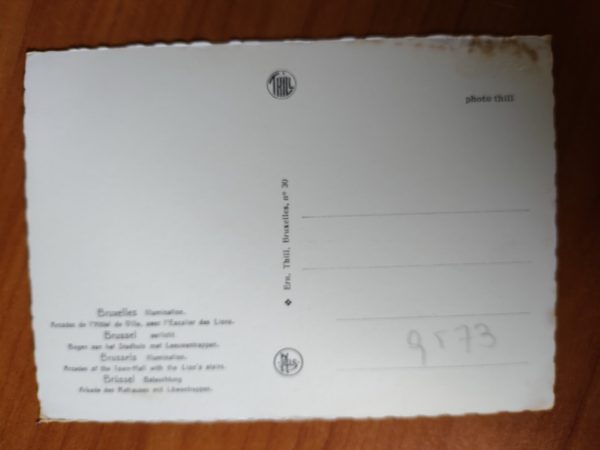 THILL
photo thill
Ern. Thill, Bruxelles, n° 30
Bruxelles Illumination.
Arcades de l'Hôtel de Ville, avec l'Escalier des Lions.
Brussel verlicht.
Bogen aan het Stadhuis met Leeuwentrappen.
Brussels Illumination.
Arcades of the Town-Hall with the Lion's stairs.
Brüssel Beleuchtung
Arkade des Rathauses mit Löwentreppen.
NELS
9573